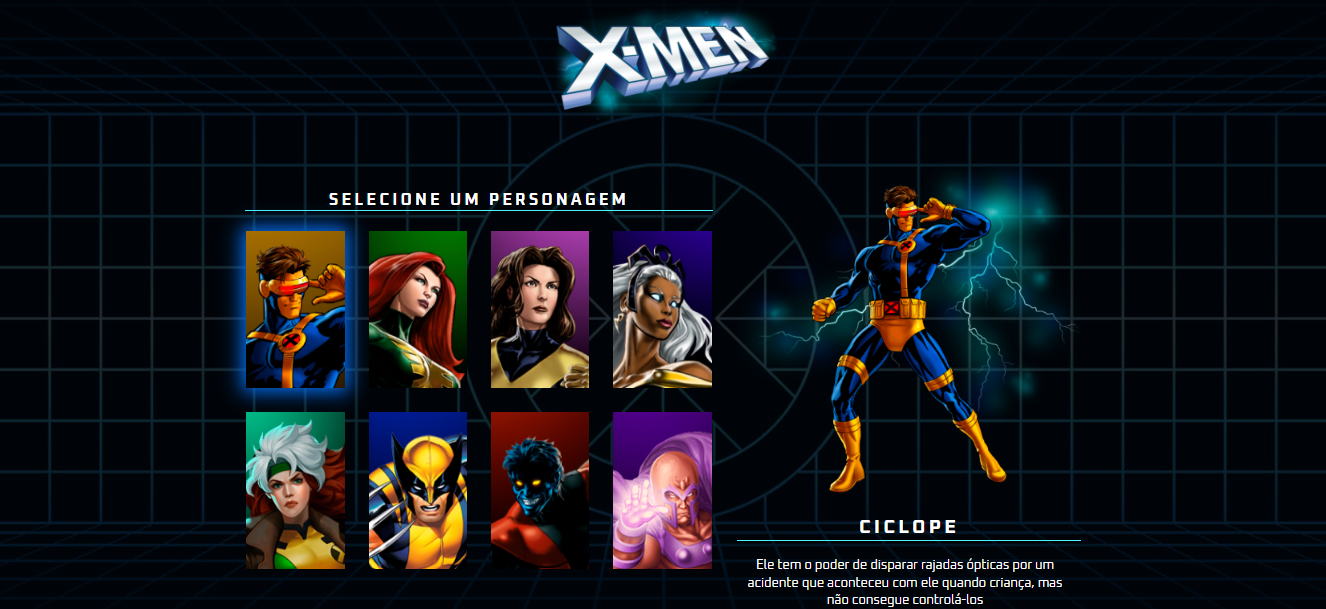 X-MEN
SELECIONE UM PERSONAGEM
CICLOPE
Ele tem o poder de disparar rajadas ópticas por um
acidente que aconteceu com ele quando criança, mas
não consegue controlá-los